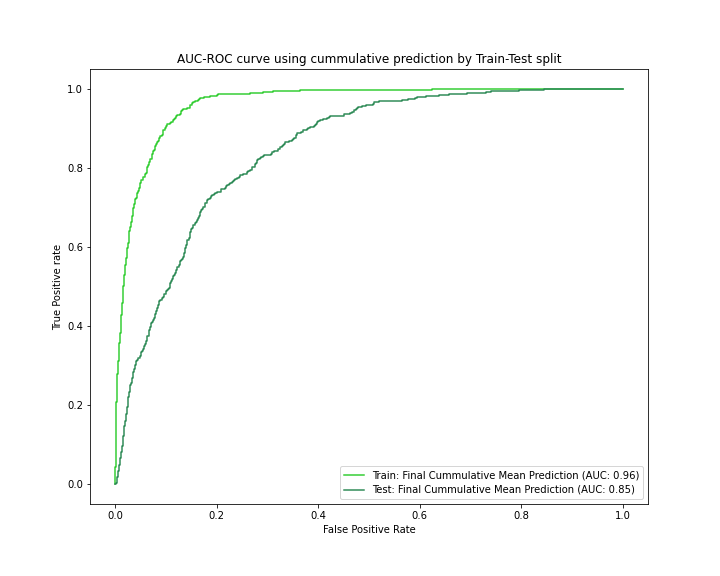 AUC-ROC curve using cummulative prediction by Train-Test split
True Positive rate
1.0
0.8
0.6
0.4
0.2
0.0
Train: Final Cummulative Mean Prediction (AUC: 0.96)
Test: Final Cummulative Mean Prediction (AUC: 0.85)
0.0 0.2 0.4 0.6 0.8 1.0
False Positive Rate